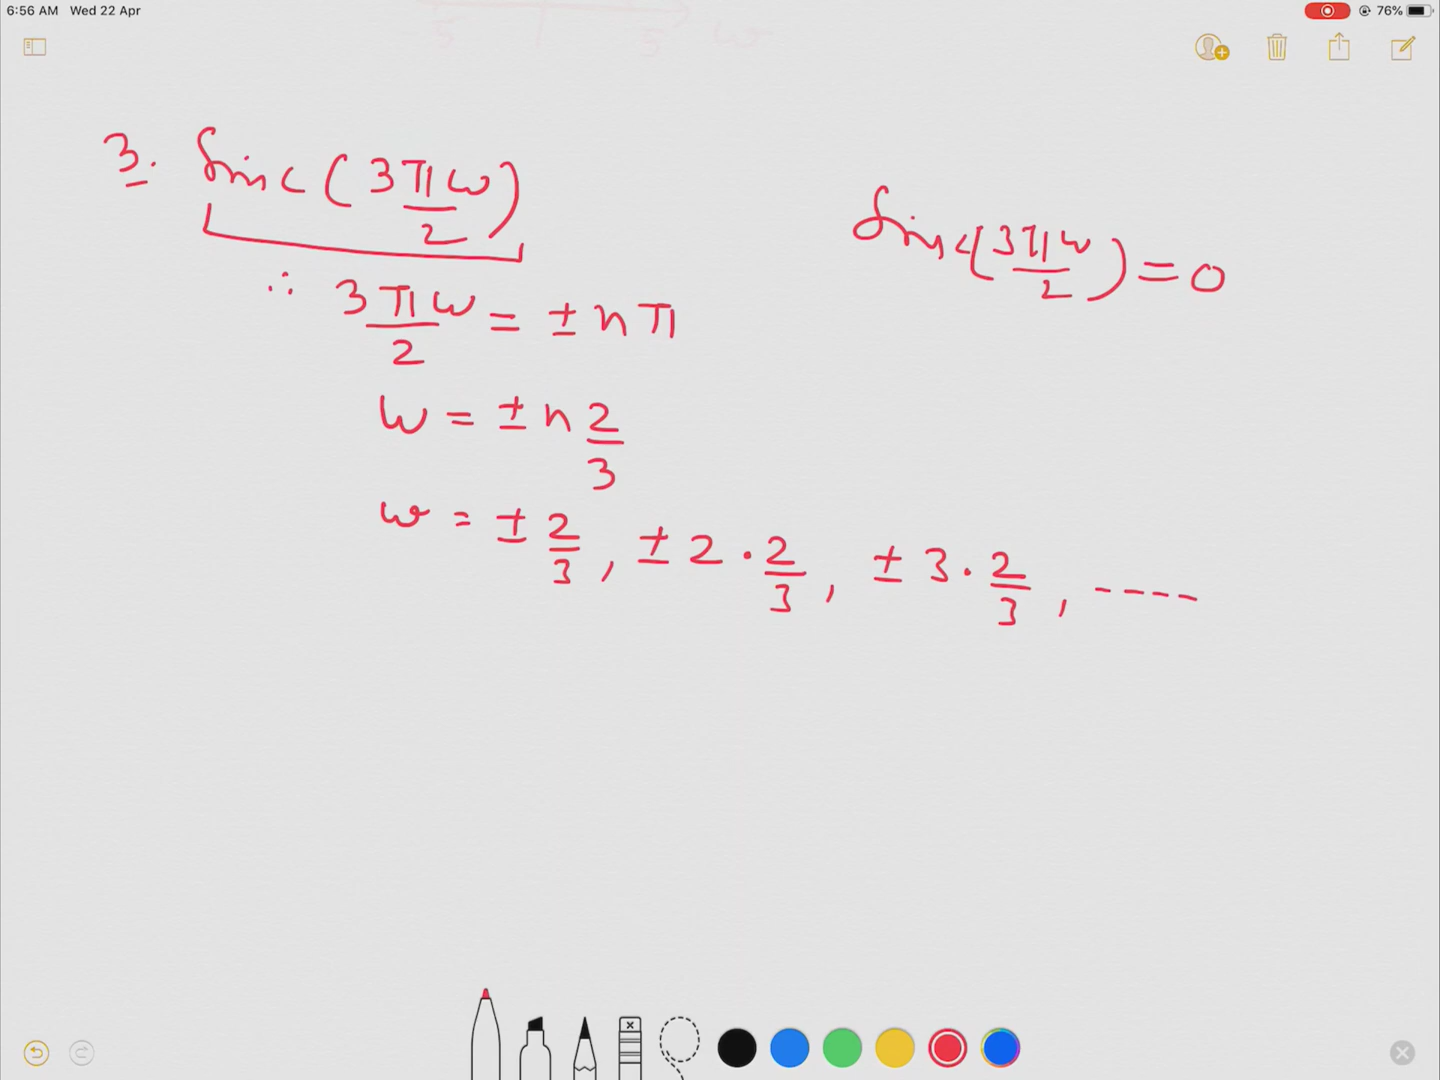 6:56 AM Wed 22 Apr 76%
3. Sinc(3πω/2)
Sinc(3πω/2) = 0
∴ 3πω/2 = ± n π
ω = ± n 2/3
ω = ± 2/3, ± 2 · 2/3, ± 3 · 2/3, ----